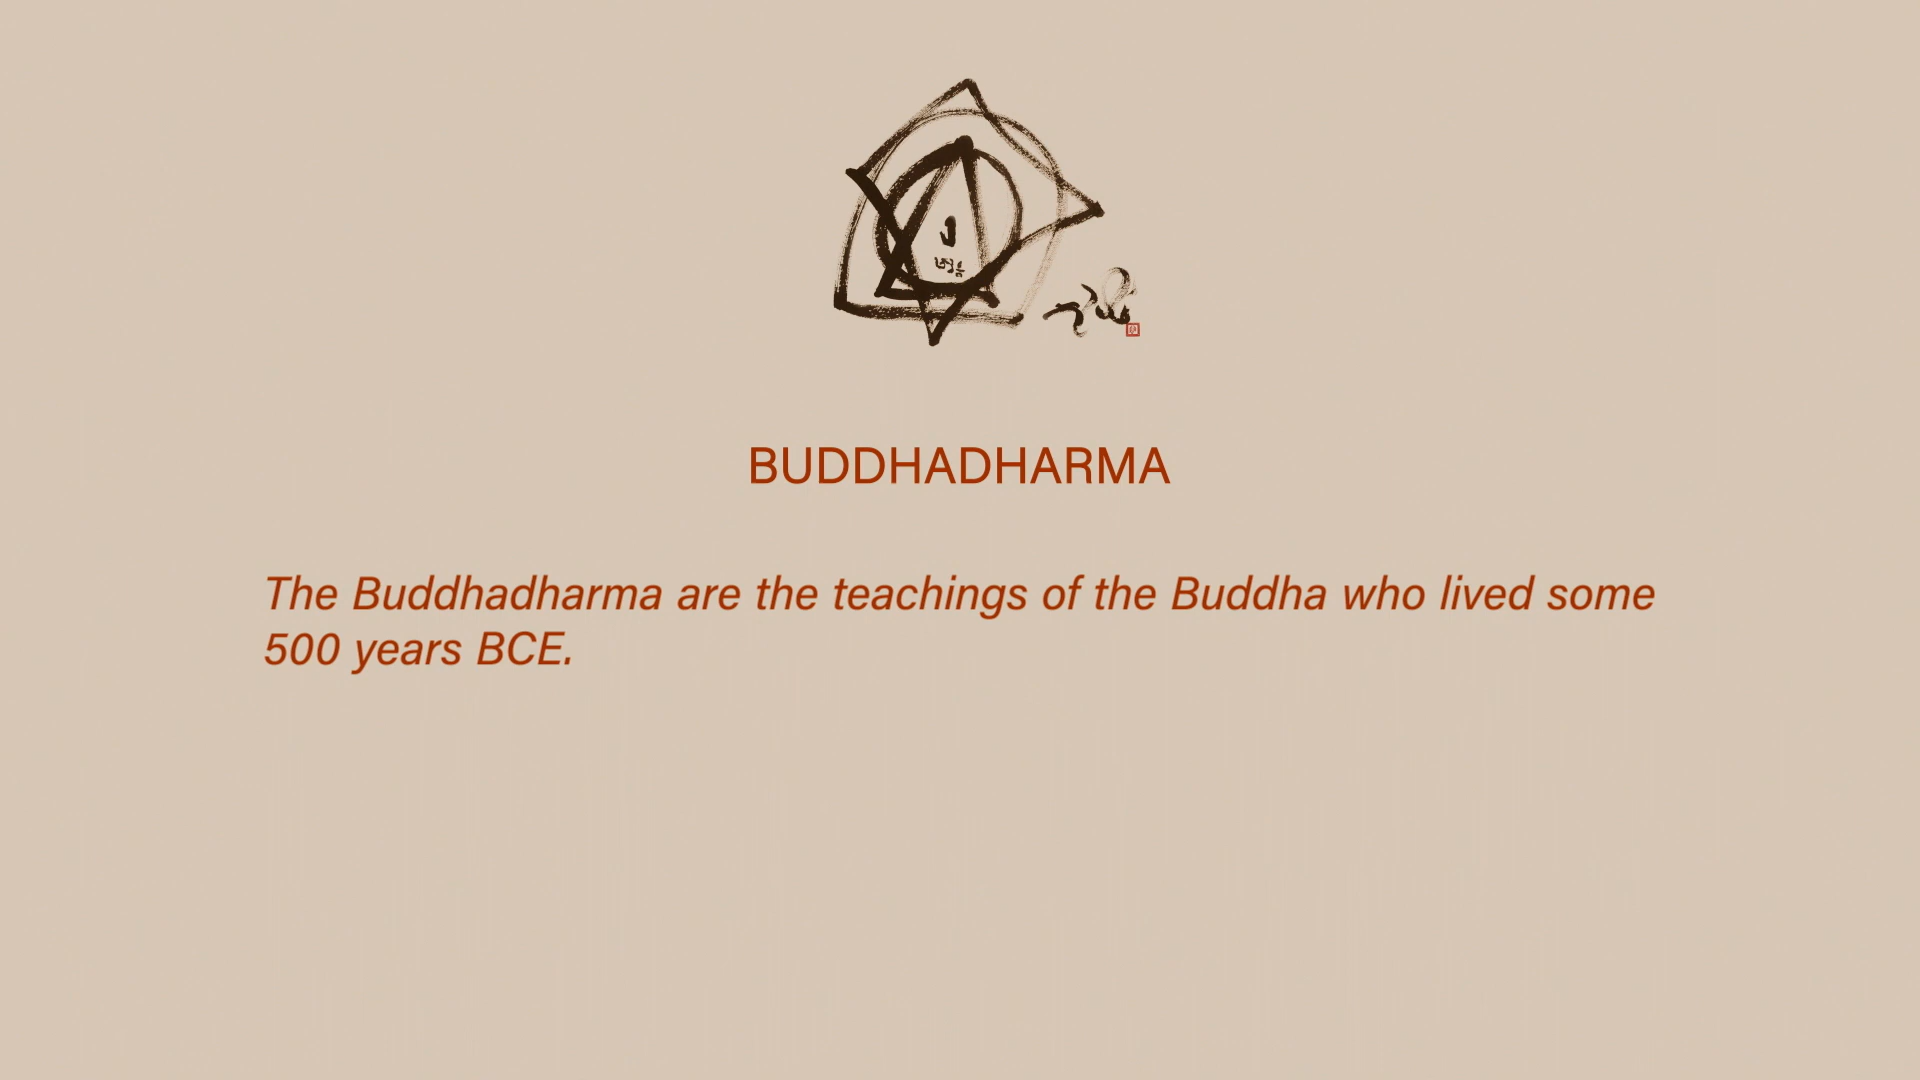 BUDDHADHARMA
The Buddhadharma are the teachings of the Buddha who lived some
500 years BCE.